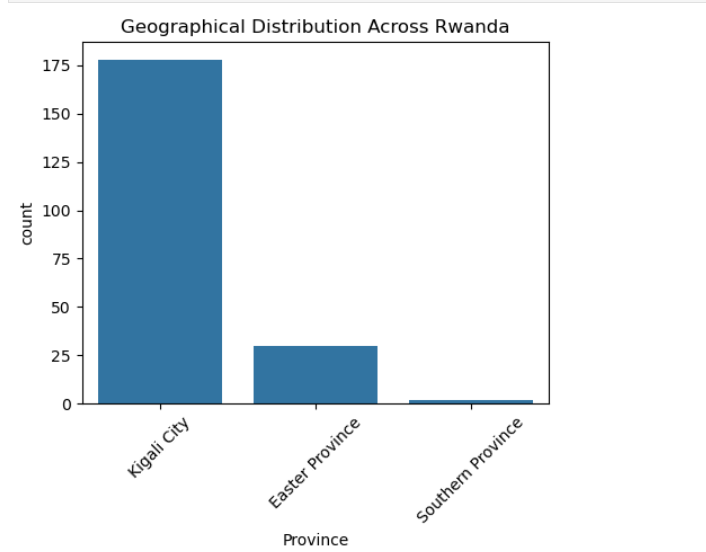 Geographical Distribution Across Rwanda
175
150
125
100
75
50
25
0
count
Kigali City
Easter Province
Southern Province
Province